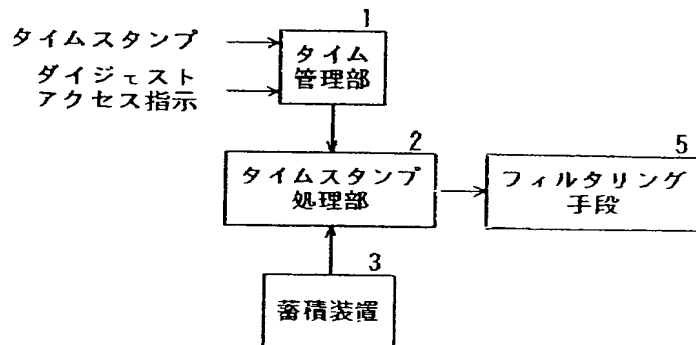 1
タイムスタンプ
タイム
管理部
ダイジェスト
アクセス指示
2
タイムスタンプ
処理部
5
フィルタリング
手段
3
蓄積装置